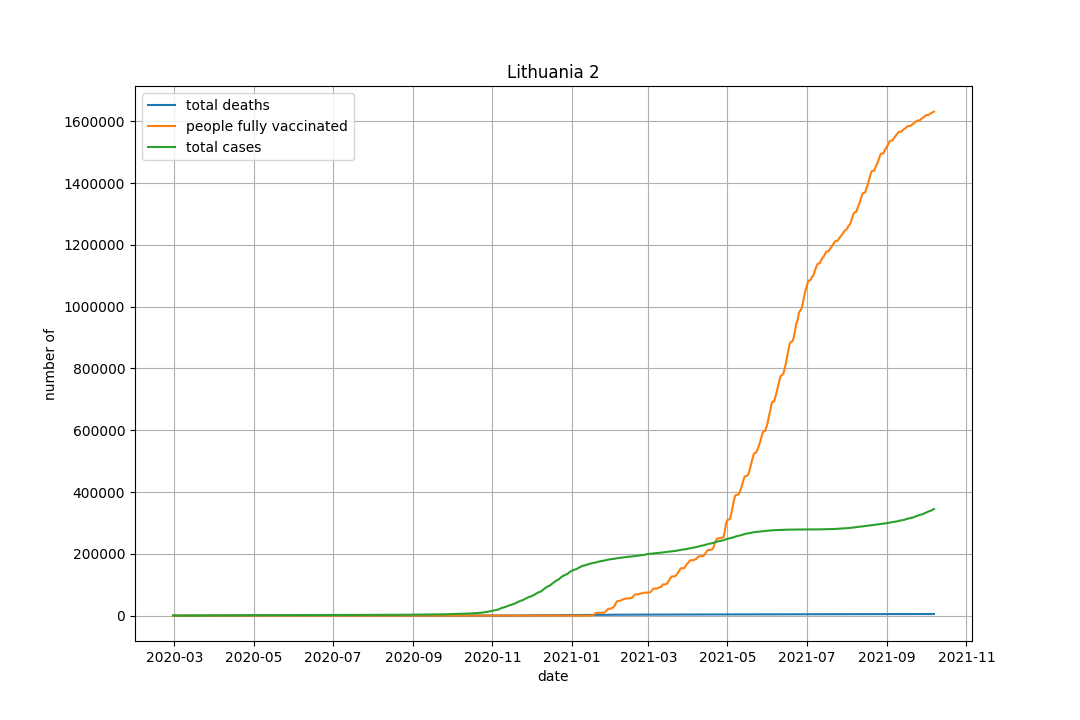 Lithuania 2
total deaths
people fully vaccinated
total cases
1600000
1400000
1200000
1000000
800000
600000
400000
200000
0
number of
2020-03 2020-05 2020-07 2020-09 2020-11 2021-01 2021-03 2021-05 2021-07 2021-09 2021-11
date